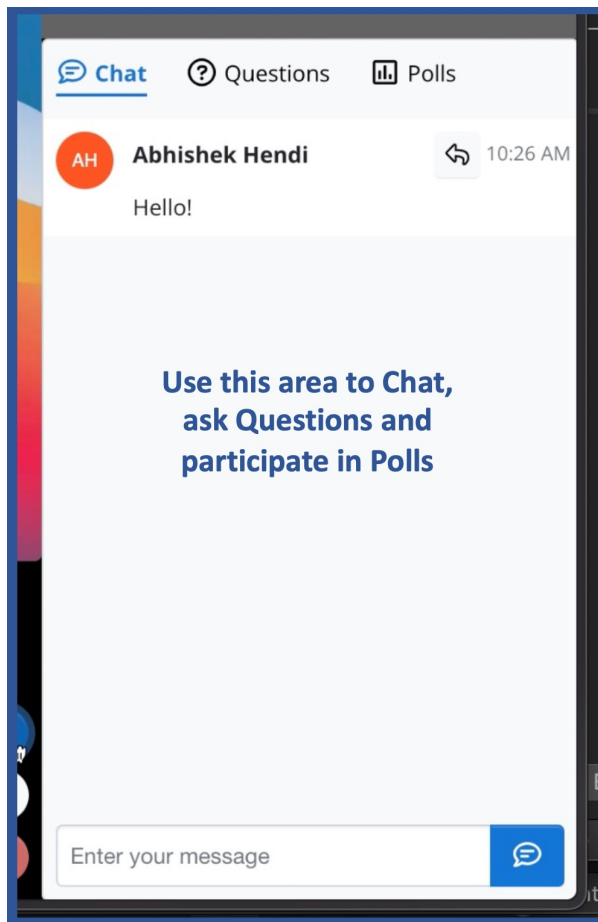 Chat Questions Polls
AH Abhishek Hendi 10:26 AM
Hello!
Use this area to Chat,
ask Questions and
participate in Polls
Enter your message